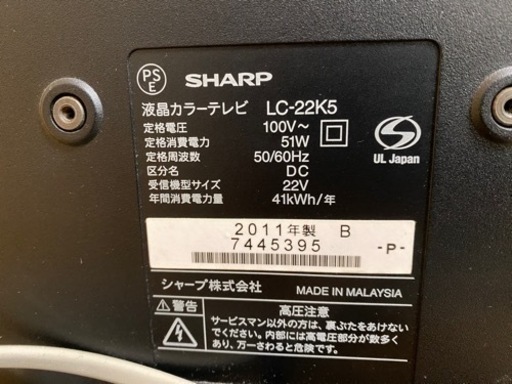 PS
E
SHARP
液晶カラーテレビ LC-22K5
定格電圧 100V～
定格消費電力 51W
定格周波数 50/60Hz
区分名 DC
受信機型サイズ 22V
年間消費電力量 41kWh/年
S
UL Japan
2011年製 B
7445395
-P-
シャープ株式会社 MADE IN MALAYSIA
⚠警告 高圧注意
サービスマン以外の方は、裏ぶたをあけない
でください。内部には高電圧部分が数多く
あり、万一さわると危険です。